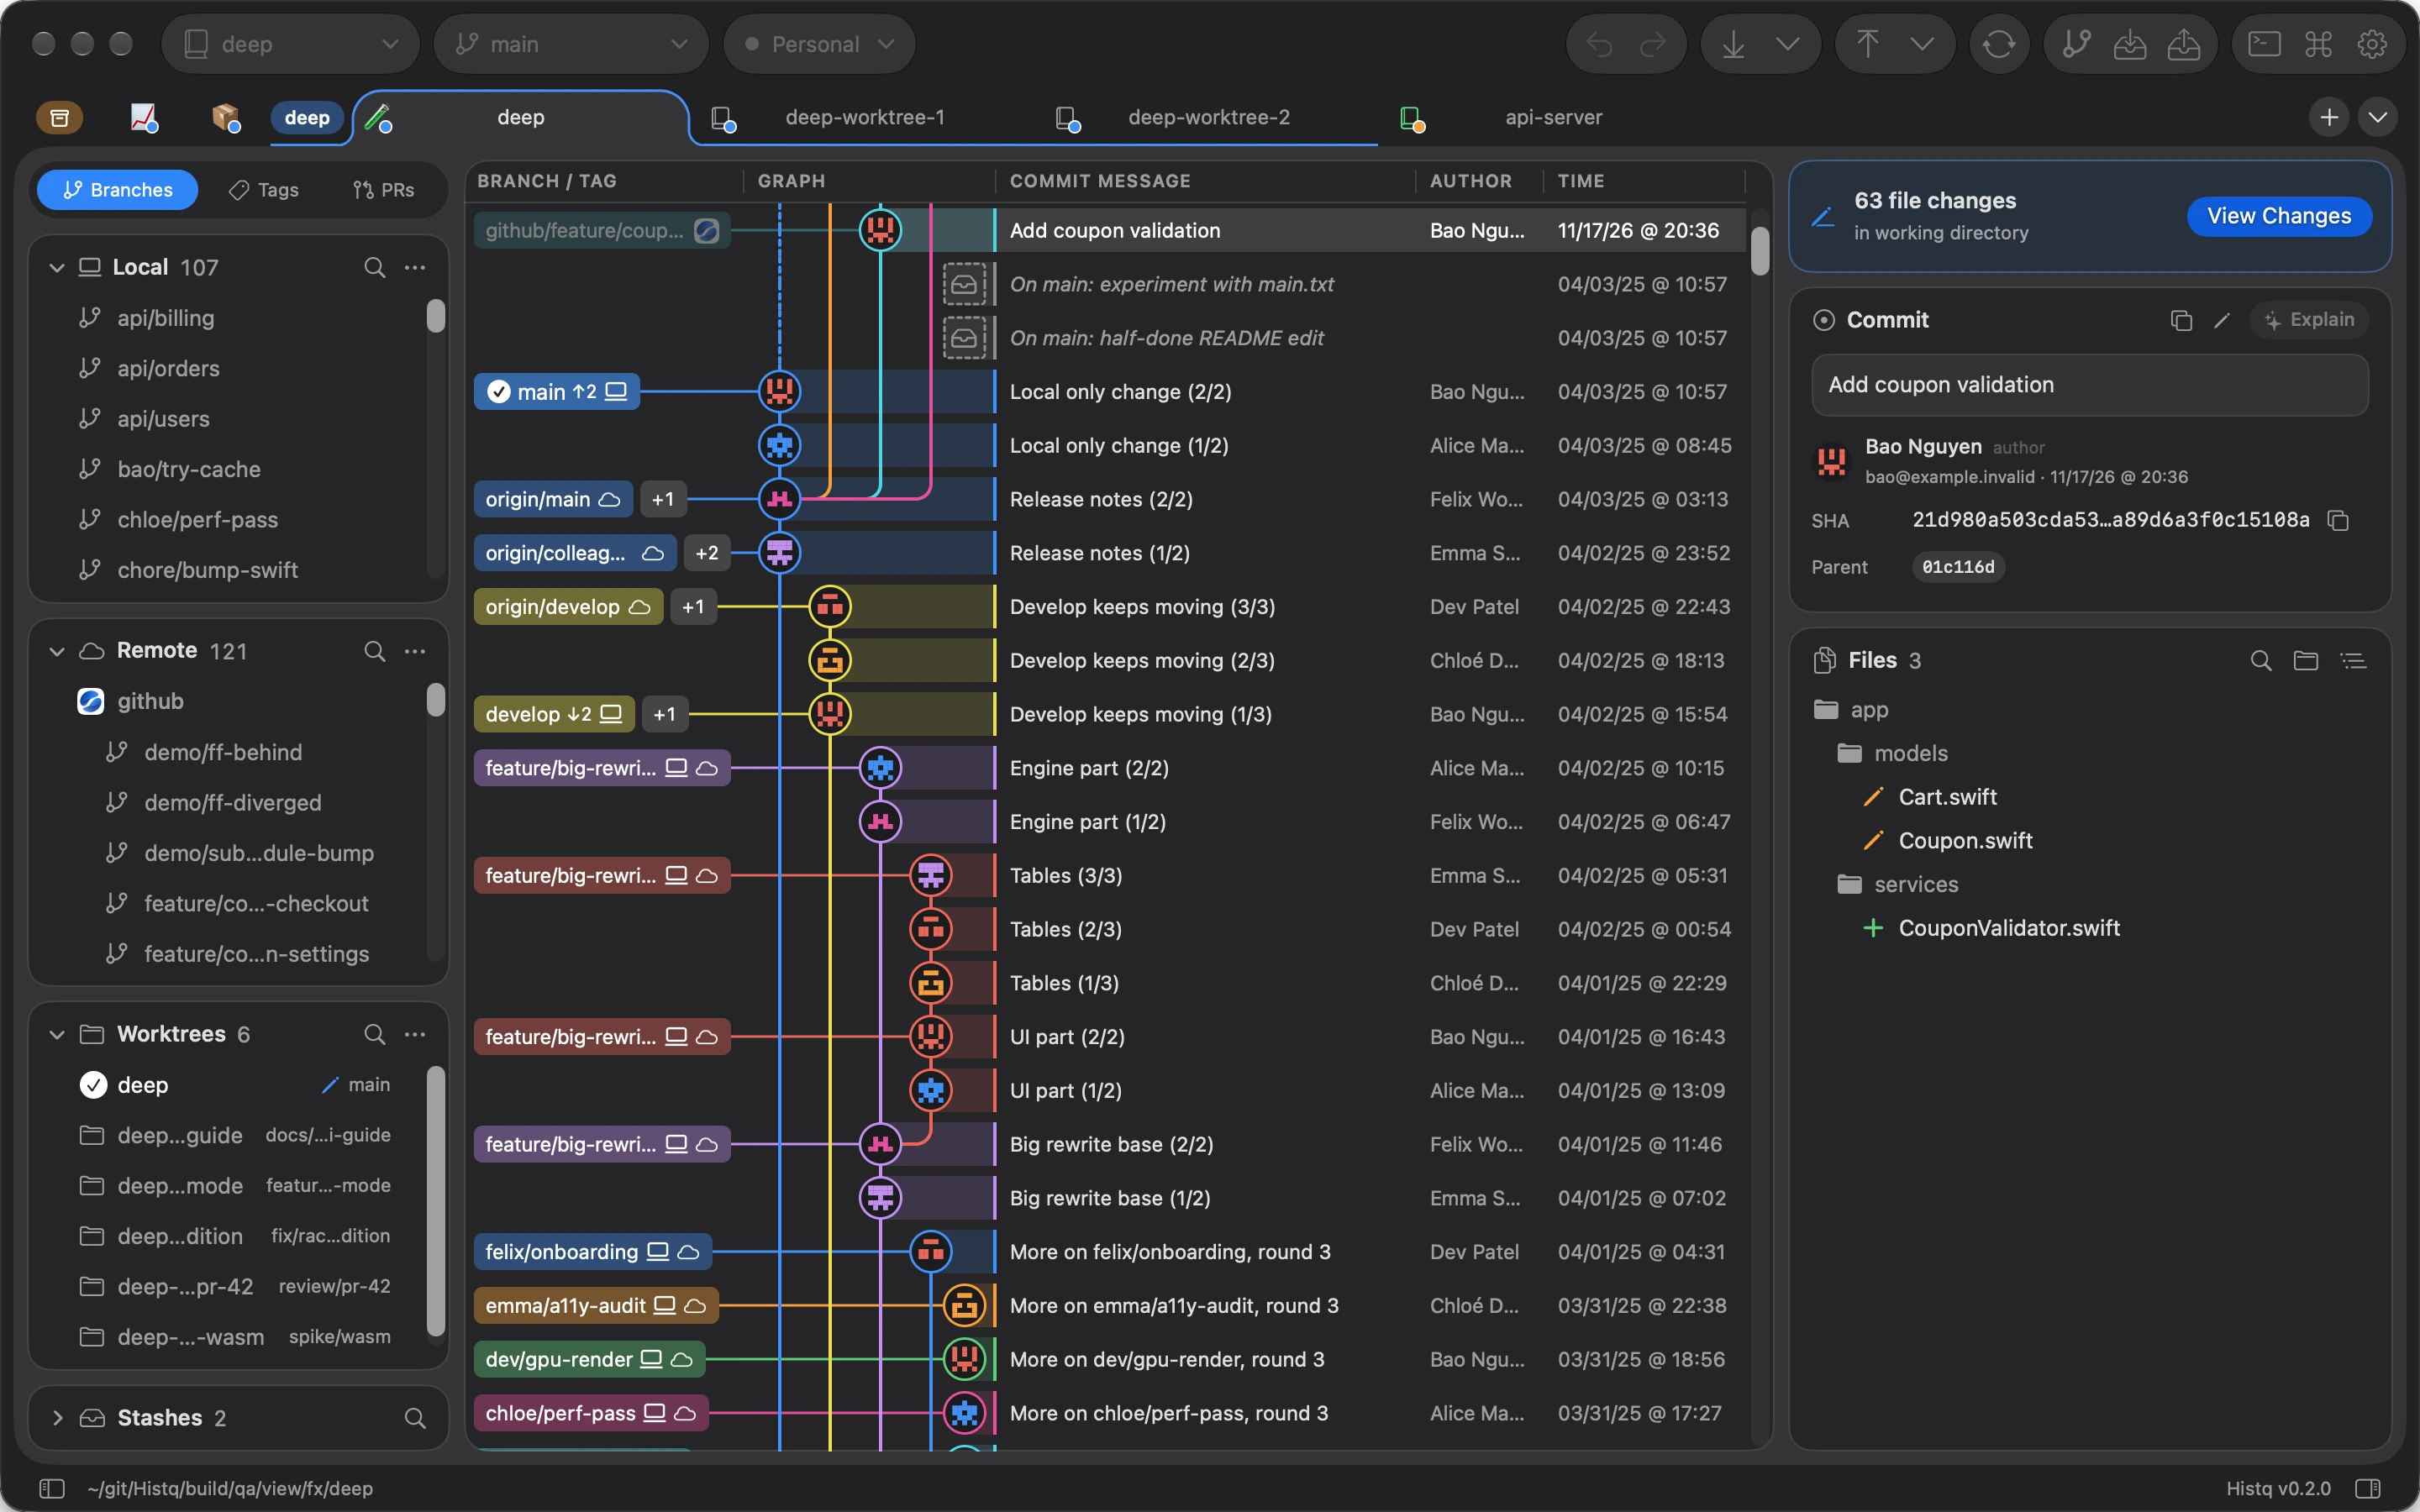 deep
main
Personal
deep
deep
deep-worktree-1
deep-worktree-2
api-server
Branches
Tags
PRs
Local 107
api/billing
api/orders
api/users
bao/try-cache
chloe/perf-pass
chore/bump-swift
Remote 121
github
demo/ff-behind
demo/ff-diverged
demo/sub...dule-bump
feature/co...-checkout
feature/co...n-settings
Worktrees 6
deep main
deep...guide docs/...i-guide
deep...mode featur...-mode
deep...dition fix/rac...dition
deep-...pr-42 review/pr-42
deep-...-wasm spike/wasm
Stashes 2
BRANCH / TAG GRAPH COMMIT MESSAGE AUTHOR TIME
github/feature/coup... Add coupon validation Bao Ngu... 11/17/26 @ 20:36
On main: experiment with main.txt 04/03/25 @ 10:57
On main: half-done README edit 04/03/25 @ 10:57
main ↑2 Local only change (2/2) Bao Ngu... 04/03/25 @ 10:57
Local only change (1/2) Alice Ma... 04/03/25 @ 08:45
origin/main +1 Release notes (2/2) Felix Wo... 04/03/25 @ 03:13
origin/colleag... +2 Release notes (1/2) Emma S... 04/02/25 @ 23:52
origin/develop +1 Develop keeps moving (3/3) Dev Patel 04/02/25 @ 22:43
Develop keeps moving (2/3) Chloé D... 04/02/25 @ 18:13
develop ↓2 +1 Develop keeps moving (1/3) Bao Ngu... 04/02/25 @ 15:54
feature/big-rewri... Engine part (2/2) Alice Ma... 04/02/25 @ 10:15
Engine part (1/2) Felix Wo... 04/02/25 @ 06:47
feature/big-rewri... Tables (3/3) Emma S... 04/02/25 @ 05:31
Tables (2/3) Dev Patel 04/02/25 @ 00:54
Tables (1/3) Chloé D... 04/01/25 @ 22:29
feature/big-rewri... UI part (2/2) Bao Ngu... 04/01/25 @ 16:43
UI part (1/2) Alice Ma... 04/01/25 @ 13:09
feature/big-rewri... Big rewrite base (2/2) Felix Wo... 04/01/25 @ 11:46
Big rewrite base (1/2) Emma S... 04/01/25 @ 07:02
felix/onboarding More on felix/onboarding, round 3 Dev Patel 04/01/25 @ 04:31
emma/a11y-audit More on emma/a11y-audit, round 3 Chloé D... 03/31/25 @ 22:38
dev/gpu-render More on dev/gpu-render, round 3 Bao Ngu... 03/31/25 @ 18:56
chloe/perf-pass More on chloe/perf-pass, round 3 Alice Ma... 03/31/25 @ 17:27
63 file changes
in working directory
View Changes
Commit
Explain
Add coupon validation
Bao Nguyen author
bao@example.invalid · 11/17/26 @ 20:36
SHA 21d980a503cda53…a89d6a3f0c15108a
Parent 01c116d
Files 3
app
models
Cart.swift
Coupon.swift
services
CouponValidator.swift
~/git/Histq/build/qa/view/fx/deep
Histq v0.2.0